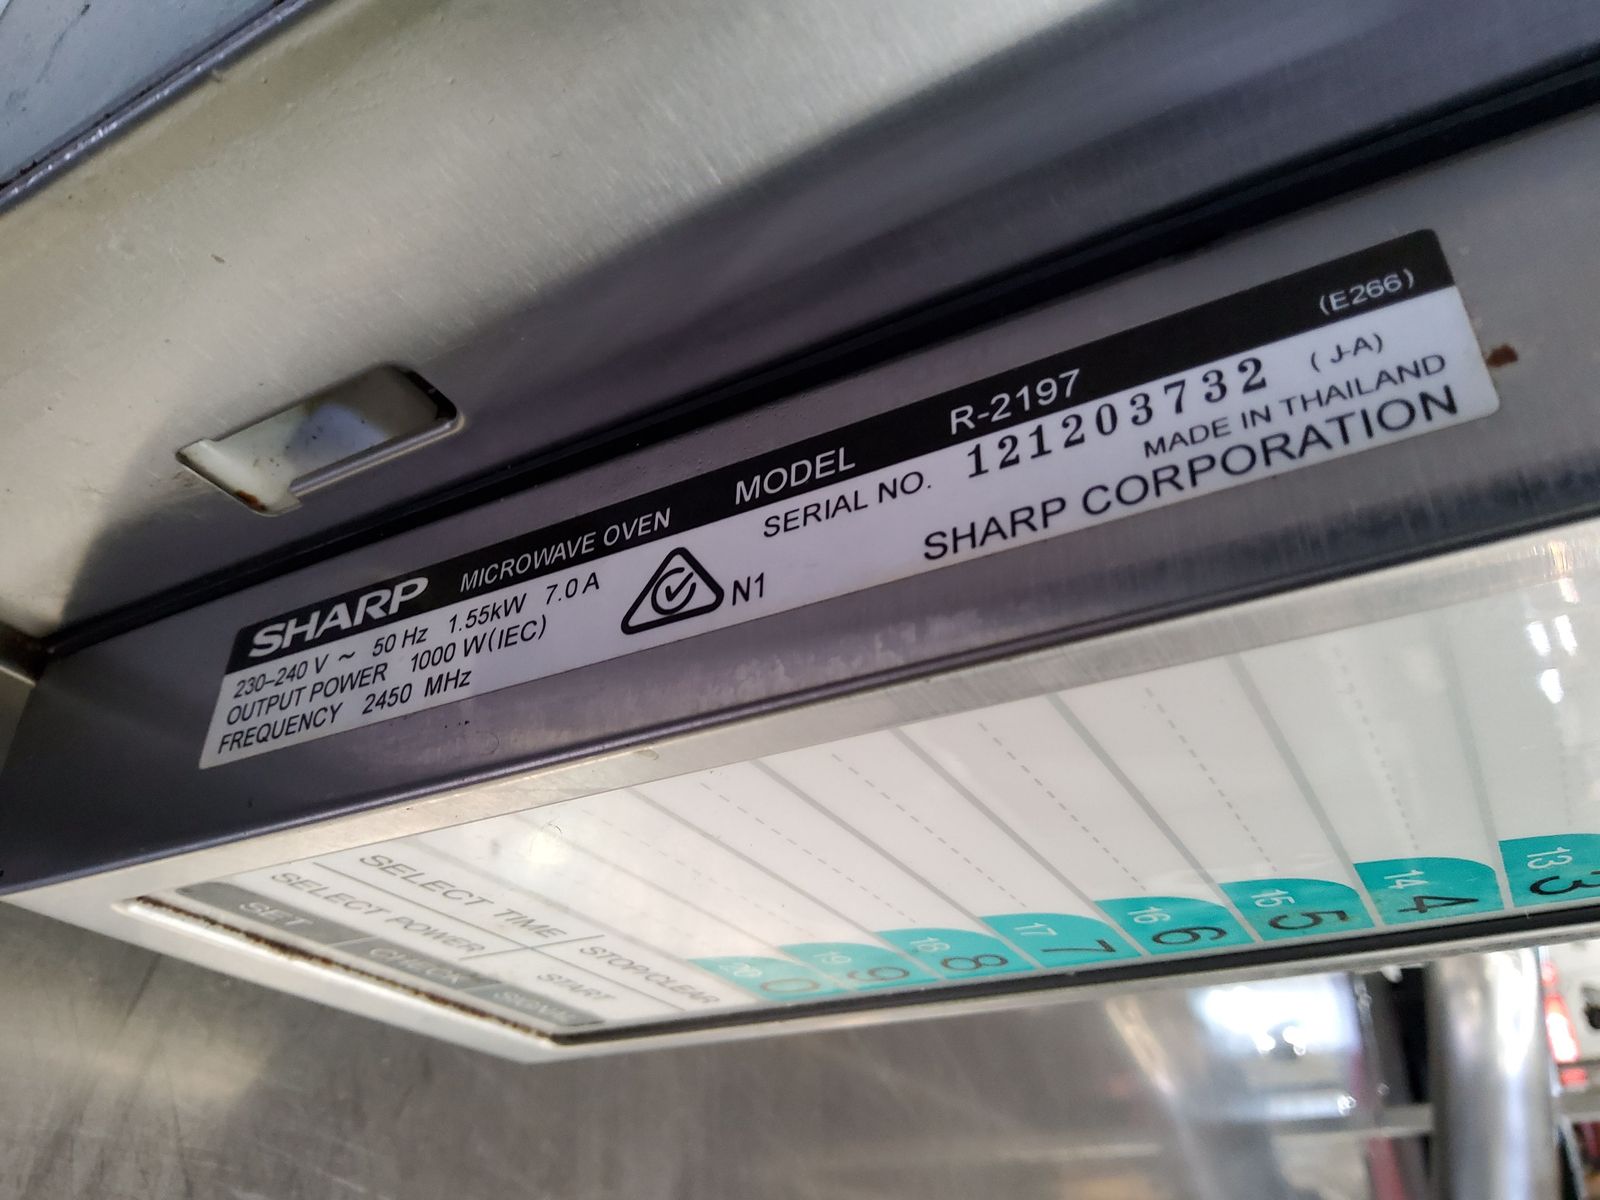 SHARP MICROWAVE OVEN MODEL R-2197 (E266)
230–240 V ~ 50 Hz 1.55kW 7.0 A
OUTPUT POWER 1000 W(IEC)
FREQUENCY 2450 MHz
N1
SERIAL NO. 121203732 (J-A)
MADE IN THAILAND
SHARP CORPORATION
13 3
14 4
15 5
16 6
17 7
18 8
19 9
20 0
SELECT TIME STOP/CLEAR
SELECT POWER START
SET CHECK SIGNAL